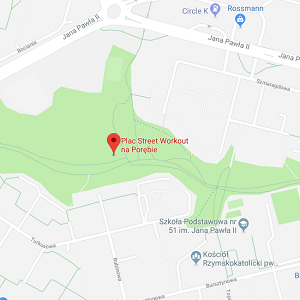 Circle K
Rossmann
Jana Pawła II
Jana Pawła II
Bociania
Szmaragdowa
Plac Street Workout
na Porębie
Szkoła Podstawowa nr
51 im. Jana Pawła II
Turkusowa
Rubinowa
Kościół
Rzymskokatolicki pw...
Bursztynowa